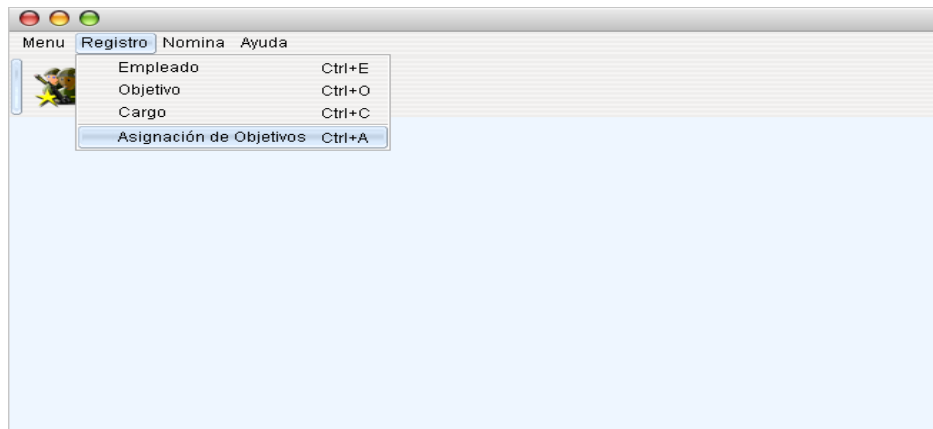 Menu Registro Nomina Ayuda
Empleado Ctrl+E
Objetivo Ctrl+O
Cargo Ctrl+C
Asignación de Objetivos Ctrl+A